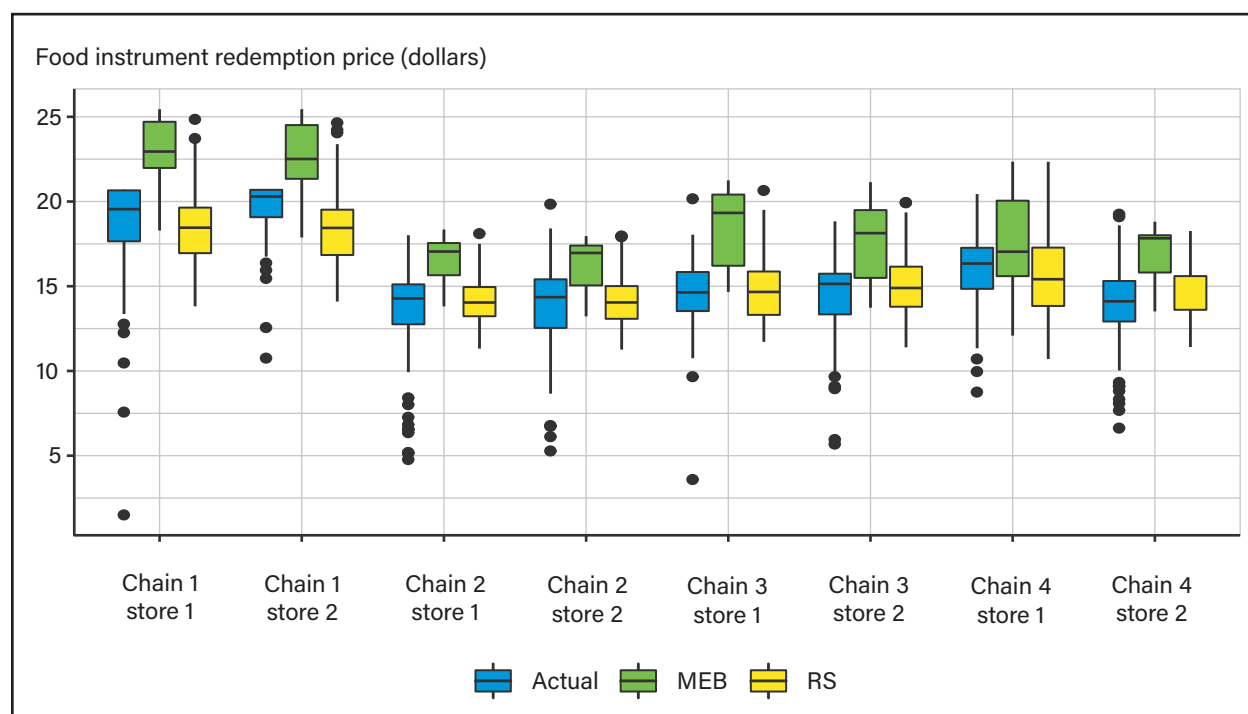 Food instrument redemption price (dollars)
25
20
15
10
5
Chain 1
store 1
Chain 1
store 2
Chain 2
store 1
Chain 2
store 2
Chain 3
store 1
Chain 3
store 2
Chain 4
store 1
Chain 4
store 2
Actual MEB RS